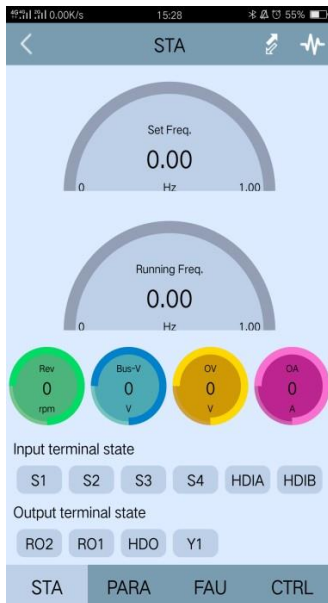 0.00K/s 15:28 55%
STA
Set Freq.
0.00
0 Hz 1.00
Running Freq.
0.00
0 Hz 1.00
Rev Bus-V OV OA
0 0 0 0
rpm V V A
Input terminal state
S1 S2 S3 S4 HDIA HDIB
Output terminal state
RO2 RO1 HDO Y1
STA PARA FAU CTRL